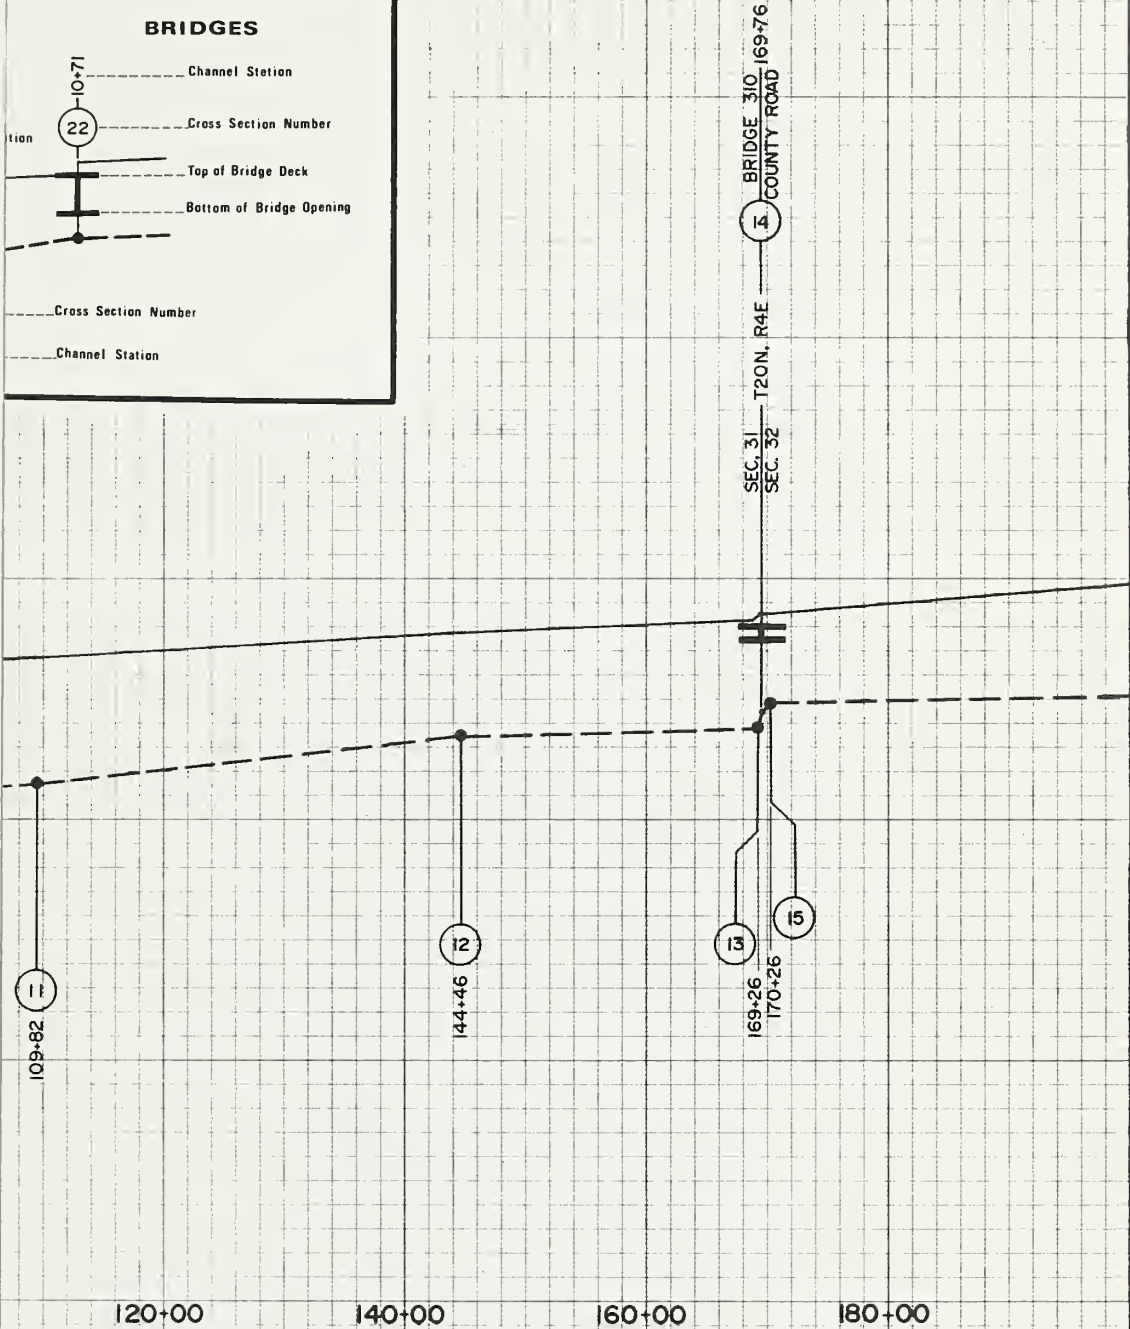 BRIDGES
10+71
Channel Stetion
22
Cross Section Number
tion
Top of Bridge Deck
Bottom of Bridge Opening
Cross Section Number
Channel Station
BRIDGE 310 169+76
COUNTY ROAD
14
T20N, R4E
SEC. 31
SEC. 32
11
109+82
12
144+46
13
169+26
15
170+26
120+00
140+00
160+00
180+00